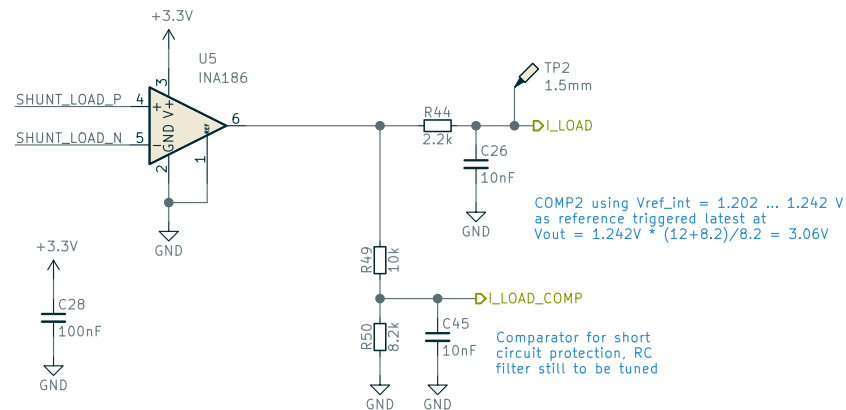 +3.3V
U5
INA186
3
V+
SHUNT_LOAD_P
4
+
GND
REF
6
SHUNT_LOAD_N
5
-
2
1
GND
R44
2.2k
TP2
1.5mm
I_LOAD
C26
10nF
GND
COMP2 using Vref_int = 1.202 ... 1.242 V
as reference triggered latest at
Vout = 1.242V * (12+8.2)/8.2 = 3.06V
+3.3V
C28
100nF
GND
R49
10k
I_LOAD_COMP
R50
8.2k
C45
10nF
GND
GND
Comparator for short
circuit protection, RC
filter still to be tuned